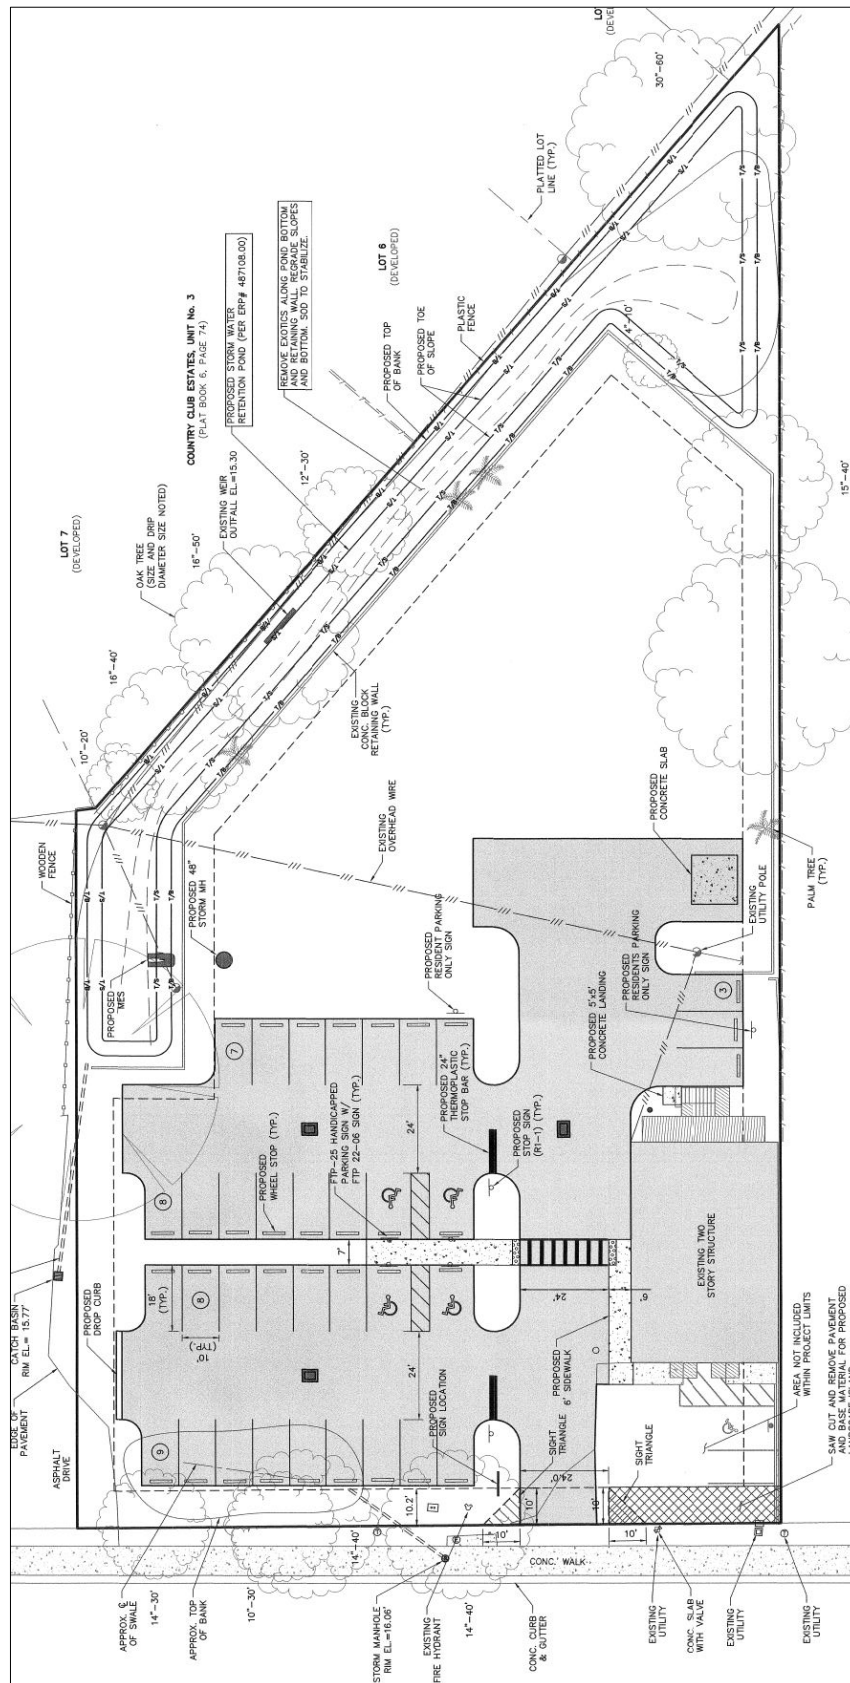 LOT 7
(DEVELOPED)
COUNTRY CLUB ESTATES, UNIT No. 3
(PLAT BOOK 6, PAGE 74)
LOT 6
(DEVELOPED)
(DEVEL
30"-60'
PLATTED LOT
LINE (TYP.)
4"-10'
15"-40'
PLASTIC
FENCE
PROPOSED TOE
OF SLOPE
PROPOSED TOP
OF BANK
REMOVE EXOTICS ALONG POND BOTTOM
AND RETAINING WALL. REGRADE SLOPES
AND BOTTOM. SOD TO STABILIZE.
PROPOSED STORM WATER
RETENTION POND (PER ERP# 487108.00)
EXISTING WEIR
OUTFALL EL=15.30
12"-30'
16"-50'
OAK TREE
(SIZE AND DRIP
DIAMETER SIZE NOTED)
16"-40'
10"-20'
EXISTING
CONC. BLOCK
RETAINING WALL
(TYP.)
WOODEN
FENCE
EXISTING
OVERHEAD WIRE
PROPOSED
CONCRETE SLAB
PALM TREE
(TYP.)
EXISTING
UTILITY POLE
PROPOSED 48"
STORM MH
PROPOSED
MES
PROPOSED
RESIDENT PARKING
ONLY SIGN
PROPOSED
RESIDENTS PARKING
ONLY SIGN
PROPOSED 5'x5'
CONCRETE LANDING
3
7
8
8
9
PROPOSED 24"
THERMOPLASTIC
STOP BAR (TYP.)
PROPOSED
STOP SIGN
(R1-1) (TYP.)
FTP-25 HANDICAPPED
PARKING SIGN W/
FTP 22-06 SIGN (TYP.)
PROPOSED
WHEEL STOP (TYP.)
24'
7'
18'
(TYP.)
10'
(TYP.)
24'
24'
6'
EXISTING TWO
STORY STRUCTURE
PROPOSED
DROP CURB
CATCH BASIN
RIM EL.= 15.77'
EDGE OF
PAVEMENT
ASPHALT
DRIVE
PROPOSED
SIGN LOCATION
PROPOSED
6' SIDEWALK
SIGHT
TRIANGLE
24.0'
10.2'
10'
10'
10'
10'
SIGHT
TRIANGLE
AREA NOT INCLUDED
WITHIN PROJECT LIMITS
SAW CUT AND REMOVE PAVEMENT
AND BASE MATERIAL FOR PROPOSED
APPROX. ℄
OF SWALE
14"-30'
APPROX. TOP
OF BANK
10"-30'
14"-40'
STORM MANHOLE
RIM EL.=16.06'
EXISTING
FIRE HYDRANT
14"-40'
CONC. WALK
CONC. CURB
& GUTTER
EXISTING
UTILITY
CONC. SLAB
WITH VALVE
EXISTING
UTILITY
EXISTING
UTILITY